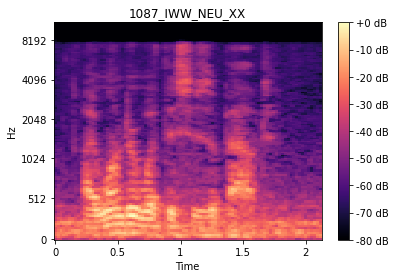 1087_IWW_NEU_XX
+0 dB
8192
-10 dB
4096
-20 dB
-30 dB
2048
Hz
-40 dB
1024
-50 dB
512
-60 dB
-70 dB
0
-80 dB
0 0.5 1 1.5 2
Time